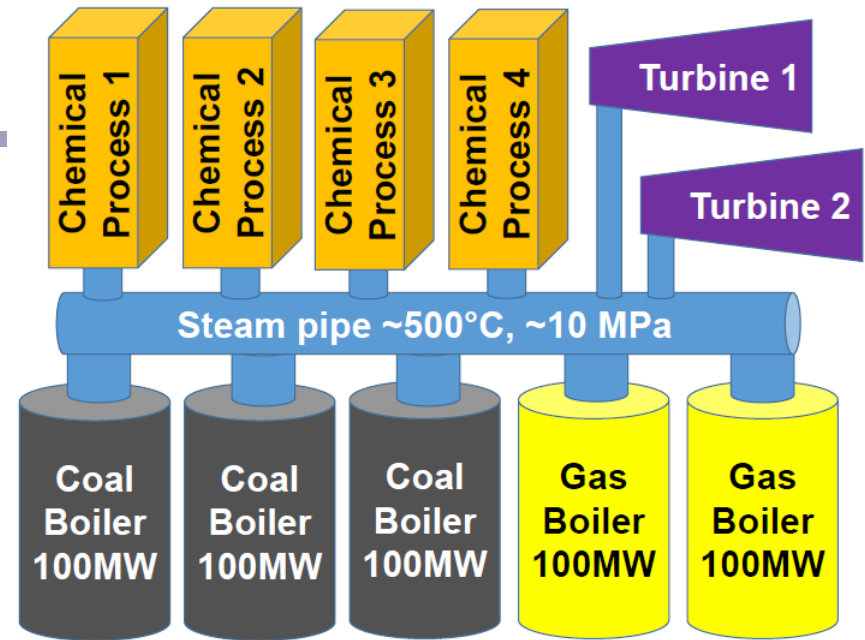 Chemical
Process 1
Chemical
Process 2
Chemical
Process 3
Chemical
Process 4
Turbine 1
Turbine 2
Steam pipe ~500°C, ~10 MPa
Coal
Boiler
100MW
Coal
Boiler
100MW
Coal
Boiler
100MW
Gas
Boiler
100MW
Gas
Boiler
100MW